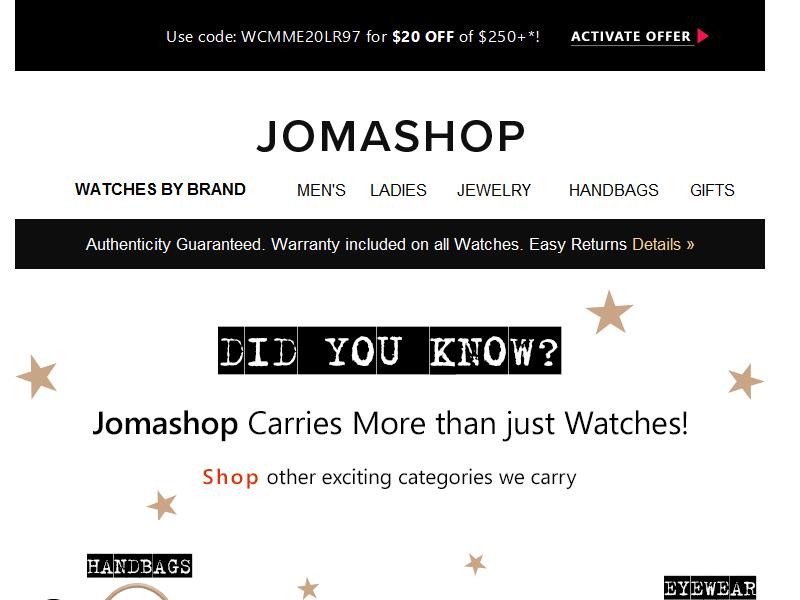 Use code: WCMME20LR97 for $20 OFF of $250+*! ACTIVATE OFFER
JOMASHOP
WATCHES BY BRAND MEN'S LADIES JEWELRY HANDBAGS GIFTS
Authenticity Guaranteed. Warranty included on all Watches. Easy Returns Details »
DID YOU KNOW?
Jomashop Carries More than just Watches!
Shop other exciting categories we carry
HANDBAGS
EYEWEAR